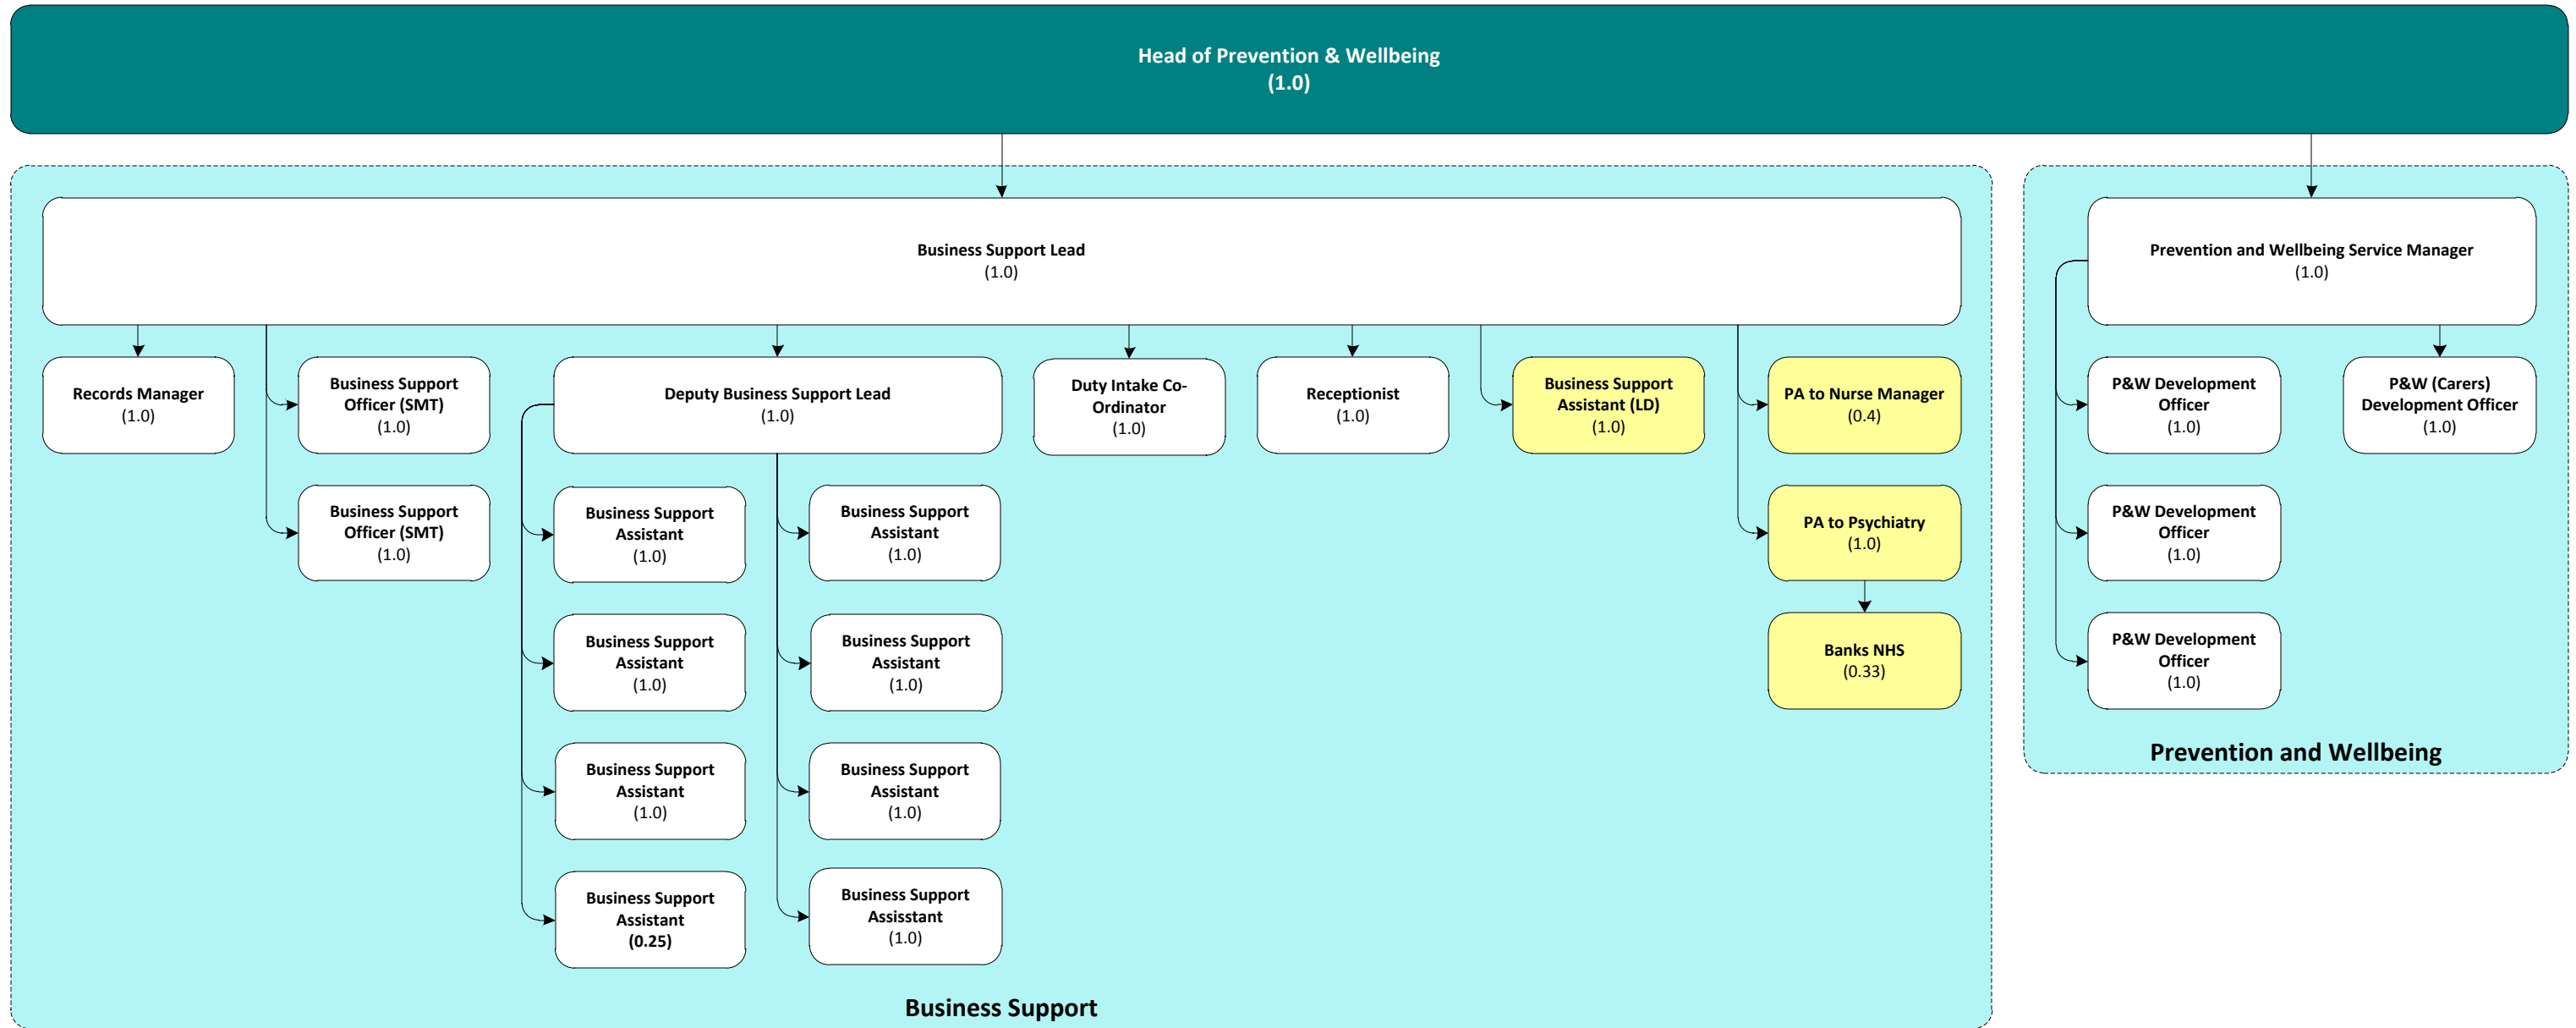 Head of Prevention & Wellbeing
(1.0)
Business Support Lead
(1.0)
Prevention and Wellbeing Service Manager
(1.0)
Records Manager
(1.0)
Business Support
Officer (SMT)
(1.0)
Deputy Business Support Lead
(1.0)
Duty Intake Co-
Ordinator
(1.0)
Receptionist
(1.0)
Business Support
Assistant (LD)
(1.0)
PA to Nurse Manager
(0.4)
P&W Development
Officer
(1.0)
P&W (Carers)
Development Officer
(1.0)
Business Support
Officer (SMT)
(1.0)
Business Support
Assistant
(1.0)
Business Support
Assistant
(1.0)
PA to Psychiatry
(1.0)
P&W Development
Officer
(1.0)
Business Support
Assistant
(1.0)
Business Support
Assistant
(1.0)
Banks NHS
(0.33)
P&W Development
Officer
(1.0)
Business Support
Assistant
(1.0)
Business Support
Assistant
(1.0)
Prevention and Wellbeing
Business Support
Assistant
(0.25)
Business Support
Assisstant
(1.0)
Business Support